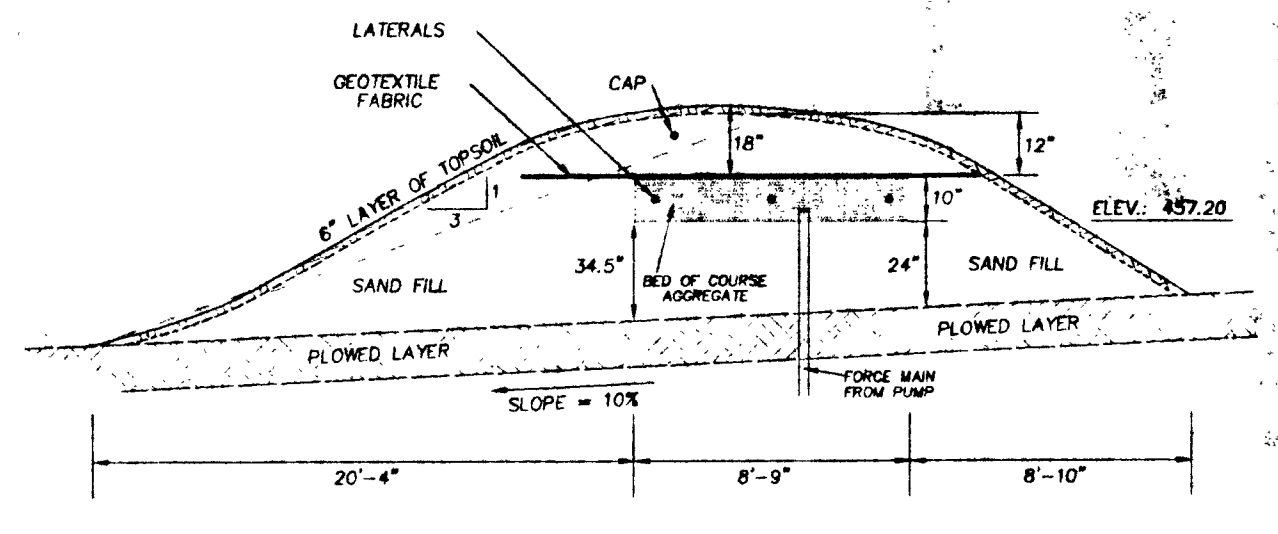 LATERALS
GEOTEXTILE
FABRIC
CAP
18"
12"
6" LAYER OF TOPSOIL
1
3
10"
ELEV.: 457.20
34.5"
24"
SAND FILL
SAND FILL
BED OF COURSE
AGGREGATE
PLOWED LAYER
PLOWED LAYER
FORCE MAIN
FROM PUMP
SLOPE = 10%
20'-4"
8'-9"
8'-10"